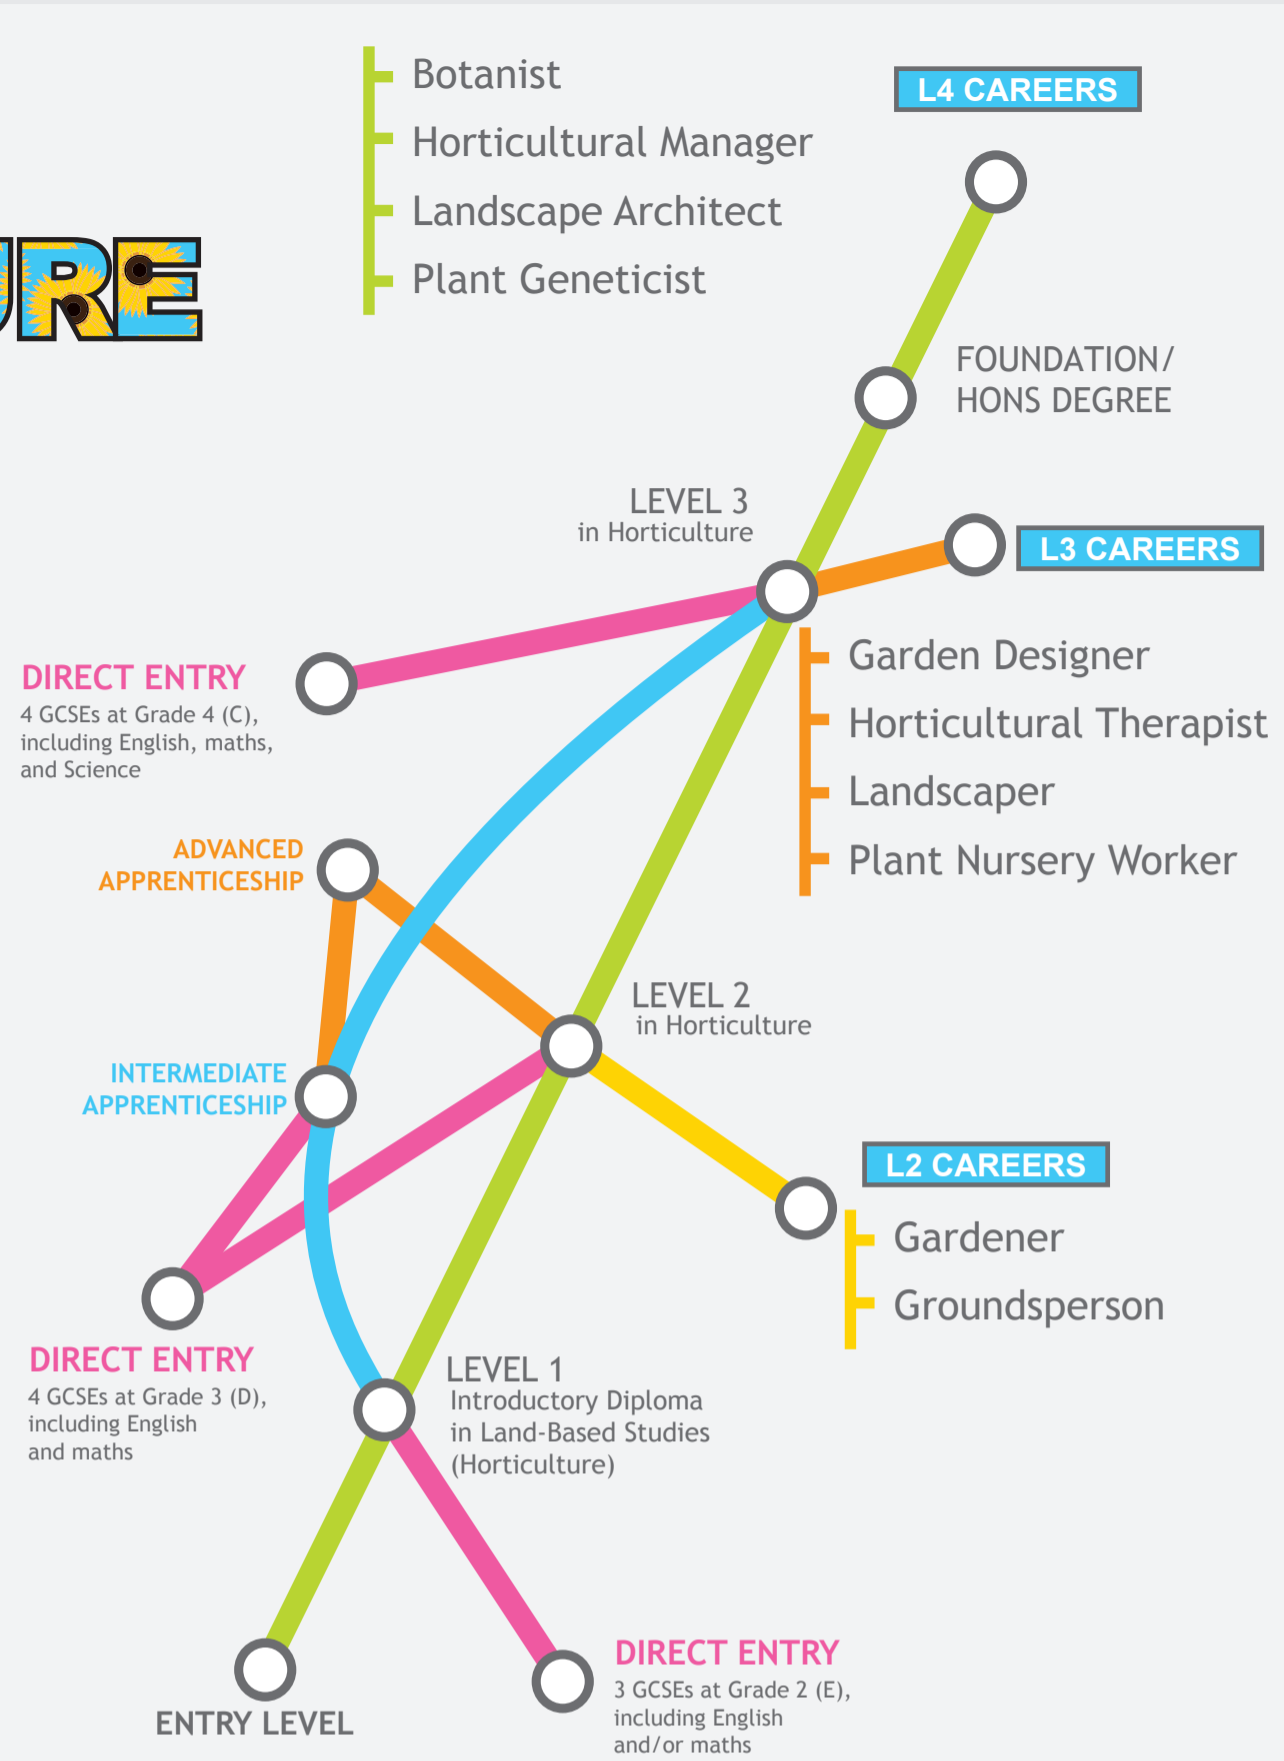 Botanist
Horticultural Manager
Landscape Architect
Plant Geneticist
L4 CAREERS
URE
FOUNDATION/
HONS DEGREE
LEVEL 3
in Horticulture
L3 CAREERS
Garden Designer
Horticultural Therapist
Landscaper
Plant Nursery Worker
DIRECT ENTRY
4 GCSEs at Grade 4 (C),
including English, maths,
and Science
ADVANCED
APPRENTICESHIP
LEVEL 2
in Horticulture
INTERMEDIATE
APPRENTICESHIP
L2 CAREERS
Gardener
Groundsperson
DIRECT ENTRY
4 GCSEs at Grade 3 (D),
including English
and maths
LEVEL 1
Introductory Diploma
in Land-Based Studies
(Horticulture)
ENTRY LEVEL
DIRECT ENTRY
3 GCSEs at Grade 2 (E),
including English
and/or maths